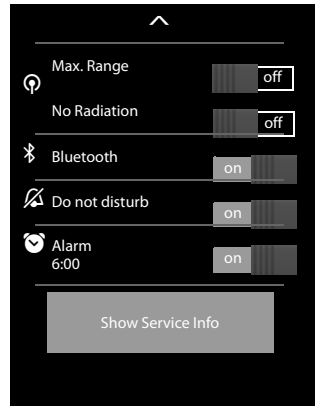 Max. Range
off
No Radiation
off
Bluetooth
on
Do not disturb
on
Alarm
on
6:00
Show Service Info